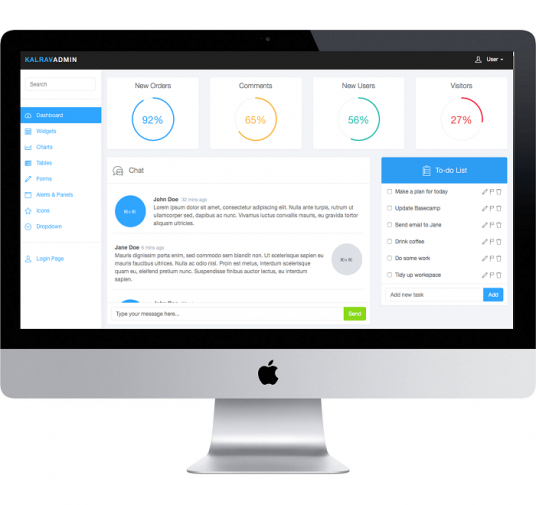 KALRAVADMIN
User
Search
Dashboard
Widgets
Charts
Tables
Forms
Alerts & Panels
Icons
Dropdown
Login Page
New Orders
92%
Comments
65%
New Users
56%
Visitors
27%
Chat
John Doe 32 mins ago
Lorem ipsum dolor sit amet, consectetur adipiscing elit. Nulla ante turpis, rutrum ut
ulamcorper sed, dapibus ac nunc. Vivamus luctus convallis mauris, eu gravida tortor
aliquam ultricies.
Jane Doe 6 mins ago
Mauris dignissim porta enim, sed commodo sem blandit non. Ut scelerisque sapien eu
mauris faucibus ultrices. Nulla ac odio nisl. Proin est metus, interdum scelerisque
quam eu, eleifend pretium nunc. Suspendisse finibus auctor lectus, eu interdum
sapien.
John Doe
Type your message here...
Send
To-do List
Make a plan for today
Update Basecamp
Send email to Jane
Drink coffee
Do some work
Tidy up workspace
Add new task
Add